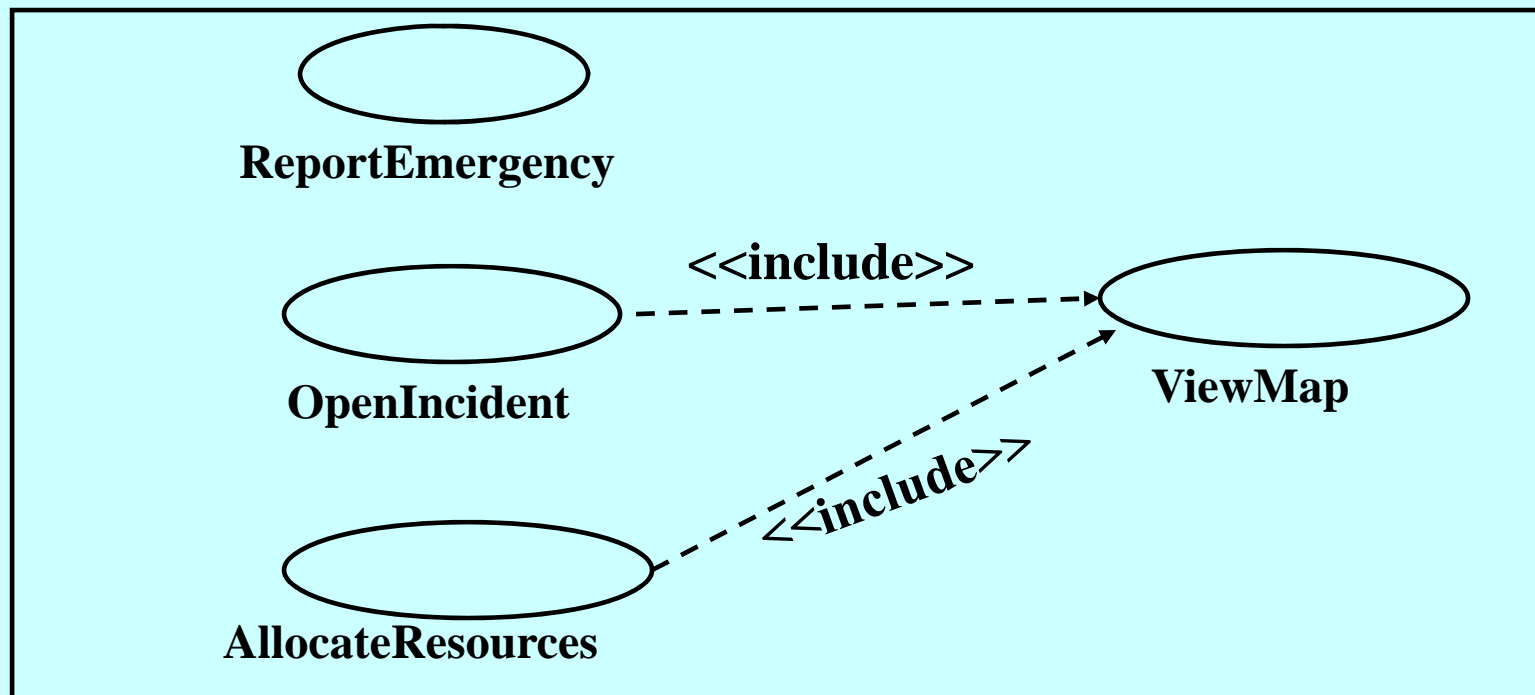 ReportEmergency
<<include>>
OpenIncident
ViewMap
<<include>>
AllocateResources